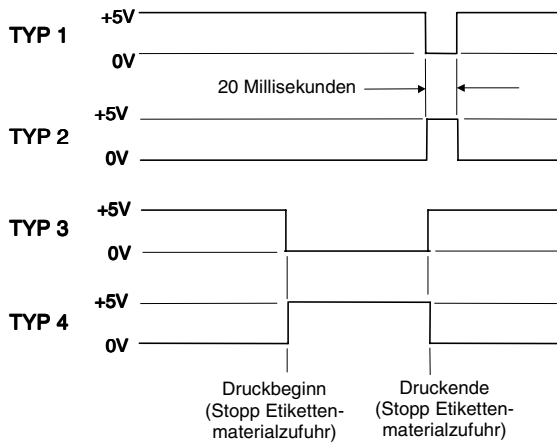 +5V
TYP 1
0V
20 Millisekunden
+5V
TYP 2
0V
+5V
TYP 3
0V
+5V
TYP 4
0V
Druckbeginn
(Stopp Etiketten-
materialzufuhr)
Druckende
(Stopp Etiketten-
materialzufuhr)